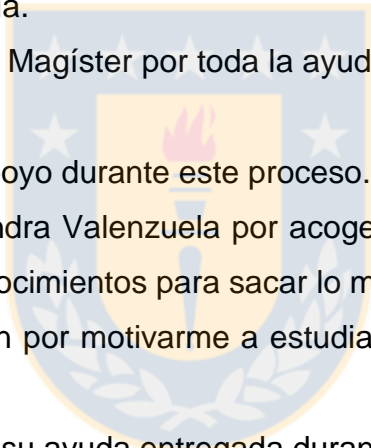 Magíster por toda la ayud
oyo durante este proceso.
ndra Valenzuela por acoge
ocimientos para sacar lo m
n por motivarme a estudia
su ayuda entregada duran